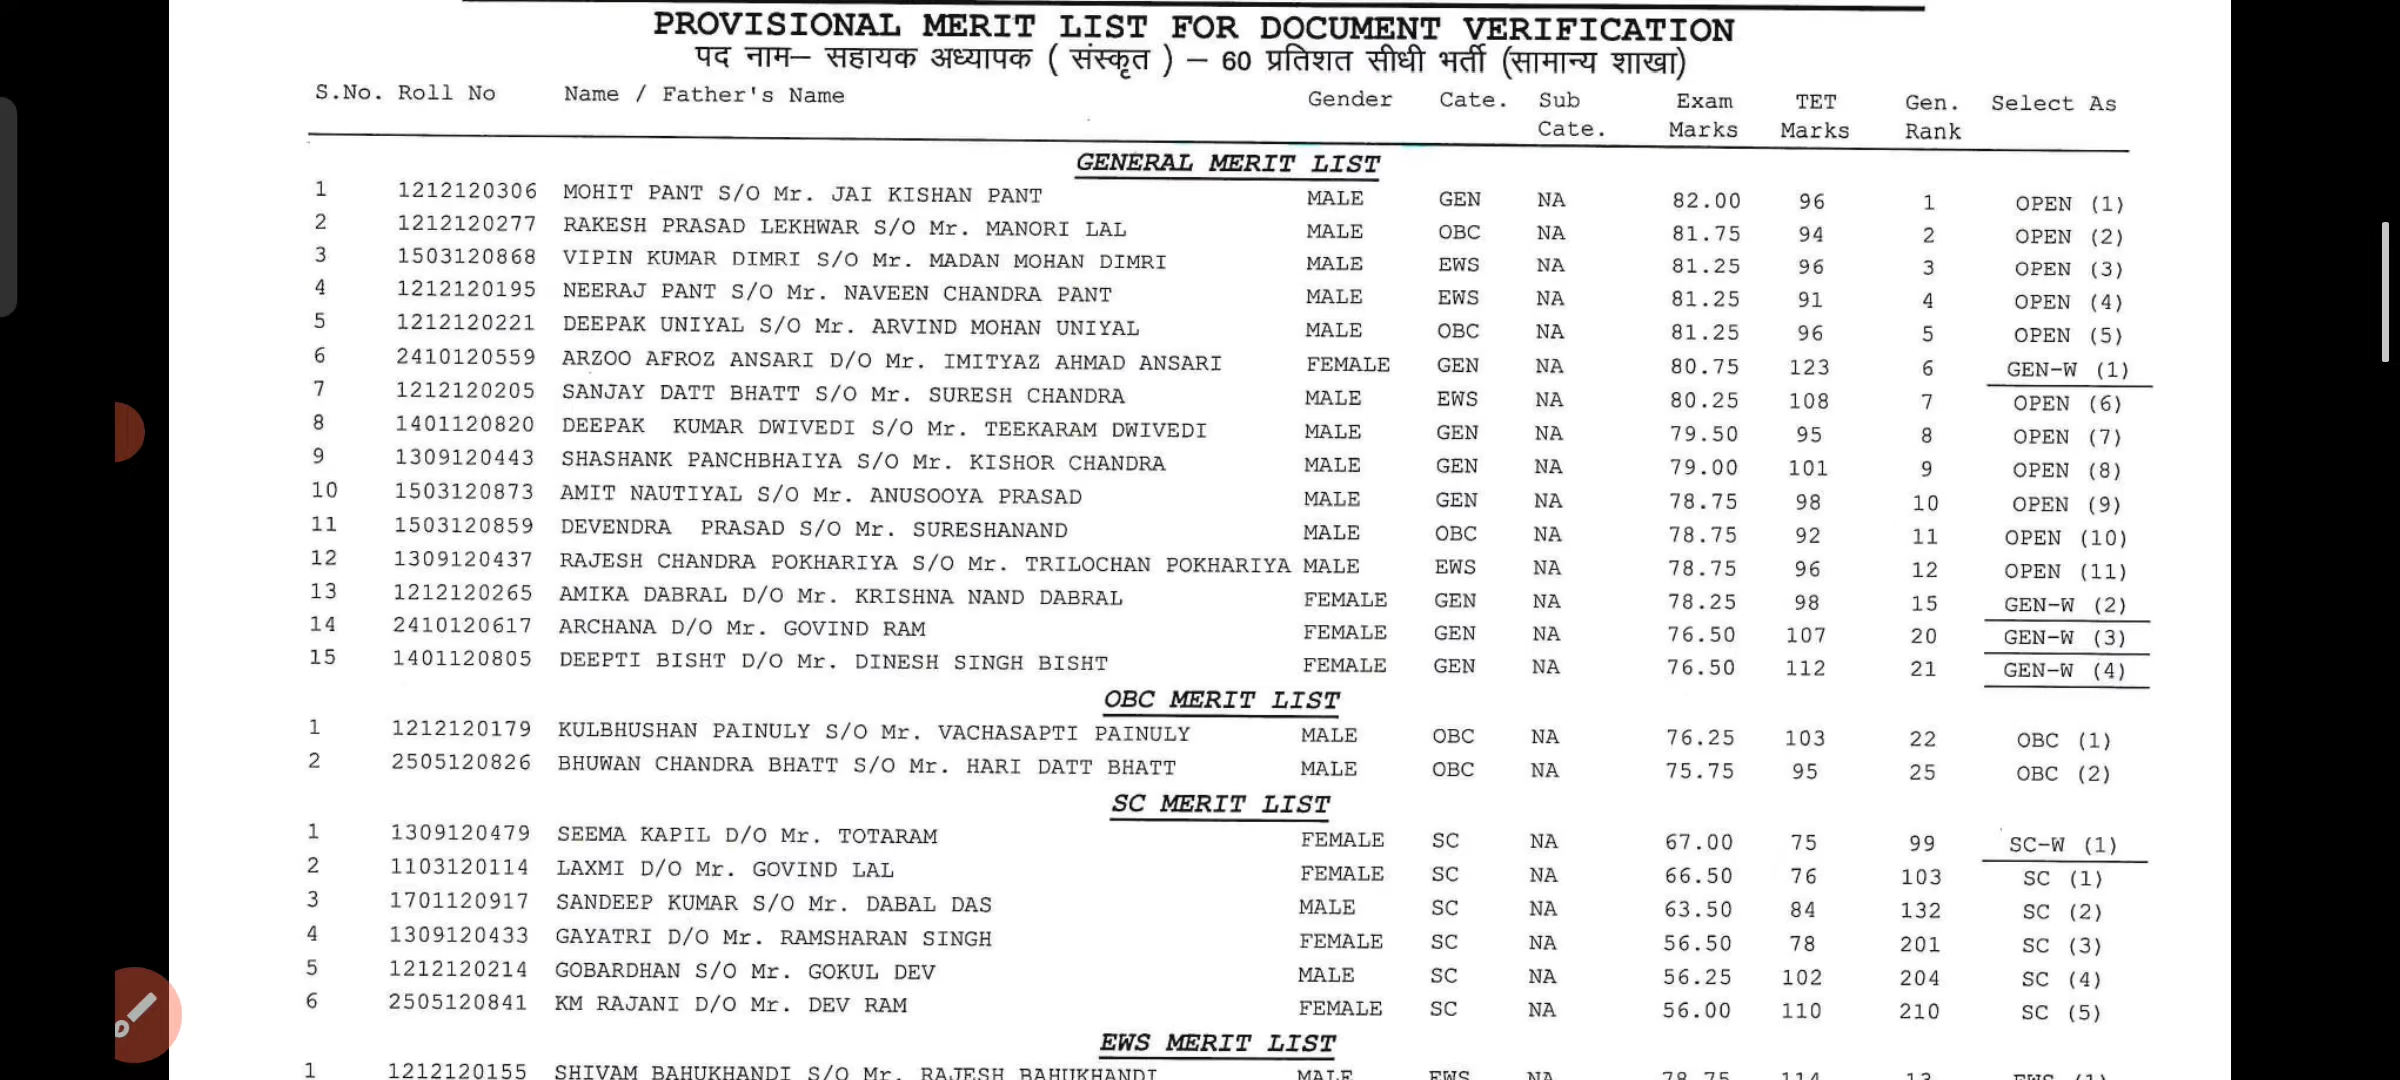 PROVISIONAL MERIT LIST FOR DOCUMENT VERIFICATION
पद नाम– सहायक अध्यापक ( संस्कृत ) – 60 प्रतिशत सीधी भर्ती (सामान्य शाखा)
S.No. Roll No Name / Father's Name Gender Cate. Sub Cate. Exam Marks TET Marks Gen. Rank Select As
GENERAL MERIT LIST
1 1212120306 MOHIT PANT S/O Mr. JAI KISHAN PANT MALE GEN NA 82.00 96 1 OPEN (1)
2 1212120277 RAKESH PRASAD LEKHWAR S/O Mr. MANORI LAL MALE OBC NA 81.75 94 2 OPEN (2)
3 1503120868 VIPIN KUMAR DIMRI S/O Mr. MADAN MOHAN DIMRI MALE EWS NA 81.25 96 3 OPEN (3)
4 1212120195 NEERAJ PANT S/O Mr. NAVEEN CHANDRA PANT MALE EWS NA 81.25 91 4 OPEN (4)
5 1212120221 DEEPAK UNIYAL S/O Mr. ARVIND MOHAN UNIYAL MALE OBC NA 81.25 96 5 OPEN (5)
6 2410120559 ARZOO AFROZ ANSARI D/O Mr. IMITYAZ AHMAD ANSARI FEMALE GEN NA 80.75 123 6 GEN-W (1)
7 1212120205 SANJAY DATT BHATT S/O Mr. SURESH CHANDRA MALE EWS NA 80.25 108 7 OPEN (6)
8 1401120820 DEEPAK KUMAR DWIVEDI S/O Mr. TEEKARAM DWIVEDI MALE GEN NA 79.50 95 8 OPEN (7)
9 1309120443 SHASHANK PANCHBHAIYA S/O Mr. KISHOR CHANDRA MALE GEN NA 79.00 101 9 OPEN (8)
10 1503120873 AMIT NAUTIYAL S/O Mr. ANUSOOYA PRASAD MALE GEN NA 78.75 98 10 OPEN (9)
11 1503120859 DEVENDRA PRASAD S/O Mr. SURESHANAND MALE OBC NA 78.75 92 11 OPEN (10)
12 1309120437 RAJESH CHANDRA POKHARIYA S/O Mr. TRILOCHAN POKHARIYA MALE EWS NA 78.75 96 12 OPEN (11)
13 1212120265 AMIKA DABRAL D/O Mr. KRISHNA NAND DABRAL FEMALE GEN NA 78.25 98 15 GEN-W (2)
14 2410120617 ARCHANA D/O Mr. GOVIND RAM FEMALE GEN NA 76.50 107 20 GEN-W (3)
15 1401120805 DEEPTI BISHT D/O Mr. DINESH SINGH BISHT FEMALE GEN NA 76.50 112 21 GEN-W (4)
OBC MERIT LIST
1 1212120179 KULBHUSHAN PAINULY S/O Mr. VACHASAPTI PAINULY MALE OBC NA 76.25 103 22 OBC (1)
2 2505120826 BHUWAN CHANDRA BHATT S/O Mr. HARI DATT BHATT MALE OBC NA 75.75 95 25 OBC (2)
SC MERIT LIST
1 1309120479 SEEMA KAPIL D/O Mr. TOTARAM FEMALE SC NA 67.00 75 99 SC-W (1)
2 1103120114 LAXMI D/O Mr. GOVIND LAL FEMALE SC NA 66.50 76 103 SC (1)
3 1701120917 SANDEEP KUMAR S/O Mr. DABAL DAS MALE SC NA 63.50 84 132 SC (2)
4 1309120433 GAYATRI D/O Mr. RAMSHARAN SINGH FEMALE SC NA 56.50 78 201 SC (3)
5 1212120214 GOBARDHAN S/O Mr. GOKUL DEV MALE SC NA 56.25 102 204 SC (4)
6 2505120841 KM RAJANI D/O Mr. DEV RAM FEMALE SC NA 56.00 110 210 SC (5)
EWS MERIT LIST
1 1212120155 SHIVAM BAHUKHANDI S/O Mr. RAJESH BAHUKHANDI MALE EWS NA 78.75 114 13 EWS (1)